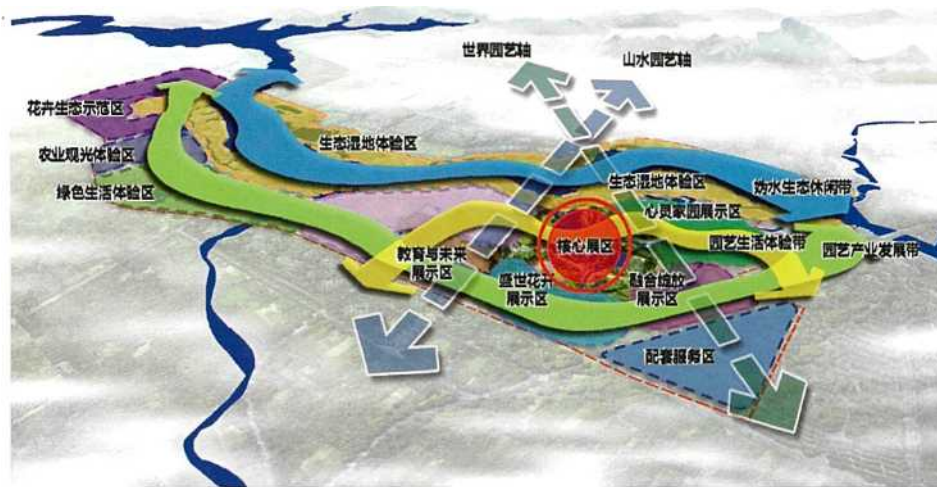 世界园艺轴
山水园艺轴
花卉生态示范区
农业观光体验区
绿色生活体验区
生态湿地体验区
生态湿地体验区
妫水生态休闲带
心灵家园展示区
核心展区
园艺生活体验带
园艺产业发展带
教育与未来
展示区
盛世花开
展示区
融合绽放
展示区
配套服务区